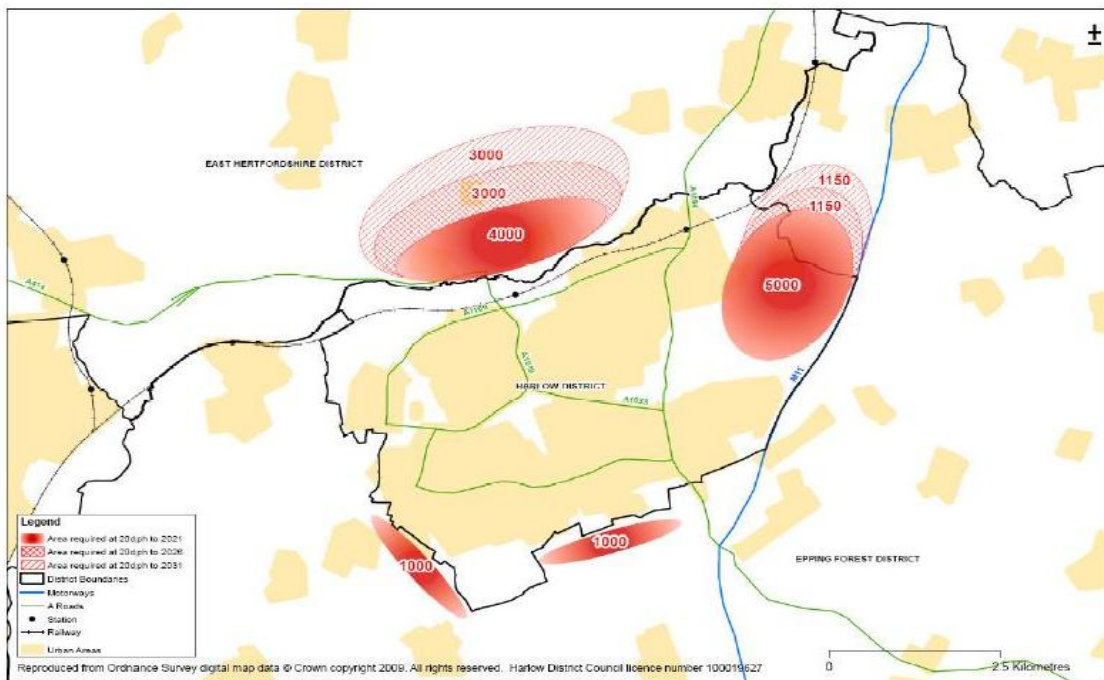 ±
EAST HERTFORDSHIRE DISTRICT
3000
3000
4000
1150
1150
5000
A414
A1019
HARLOW DISTRICT
M11
1000
1000
EPPING FOREST DISTRICT
Legend
Area required at 20dph to 2021
Area required at 20dph to 2026
Area required at 20dph to 2031
District Boundaries
Motorways
A Roads
Station
Railway
Urban Areas
Reproduced from Ordnance Survey digital map data © Crown copyright 2009. All rights reserved. Harlow District Council licence number 100019627
0 2.5 Kilometres